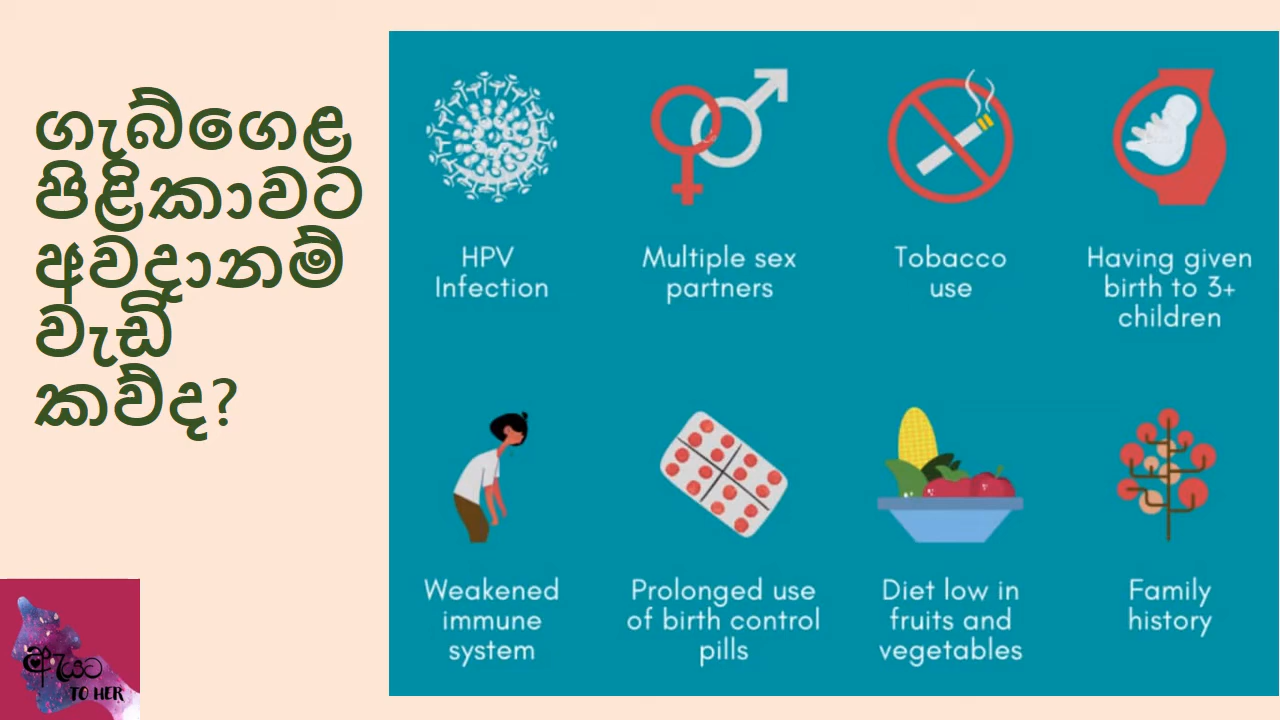 ගැබ්ගෙළ
පිළිකාවට
අවදානම්
වැඩි
කව්ද?
HPV
Infection
Multiple sex
partners
Tobacco
use
Having given
birth to 3+
children
Weakened
immune
system
Prolonged use
of birth control
pills
Diet low in
fruits and
vegetables
Family
history
ඇයට
TO HER